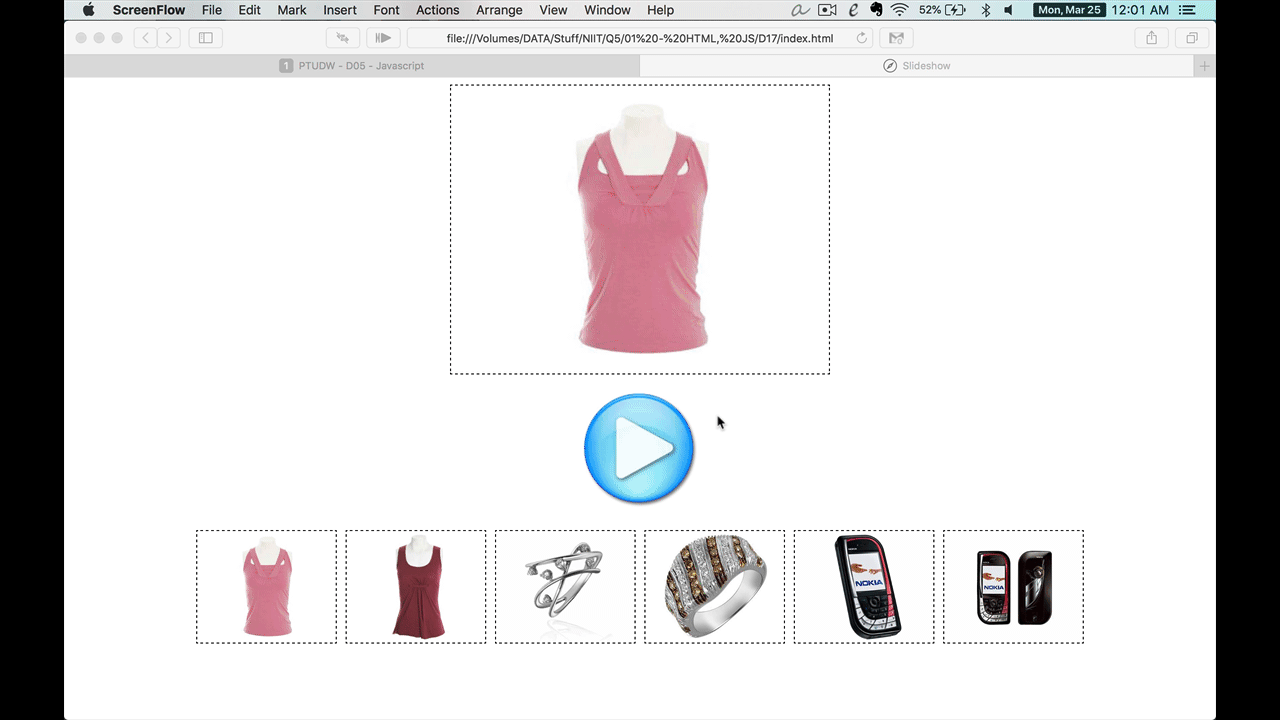 ScreenFlow File Edit Mark Insert Font Actions Arrange View Window Help 52% Mon, Mar 25 12:01 AM
file:///Volumes/DATA/Stuff/NIIT/Q5/01%20-%20HTML,%20JS/D17/index.html
1 PTUDW - D05 - Javascript
Slideshow
NOKIA
NOKIA